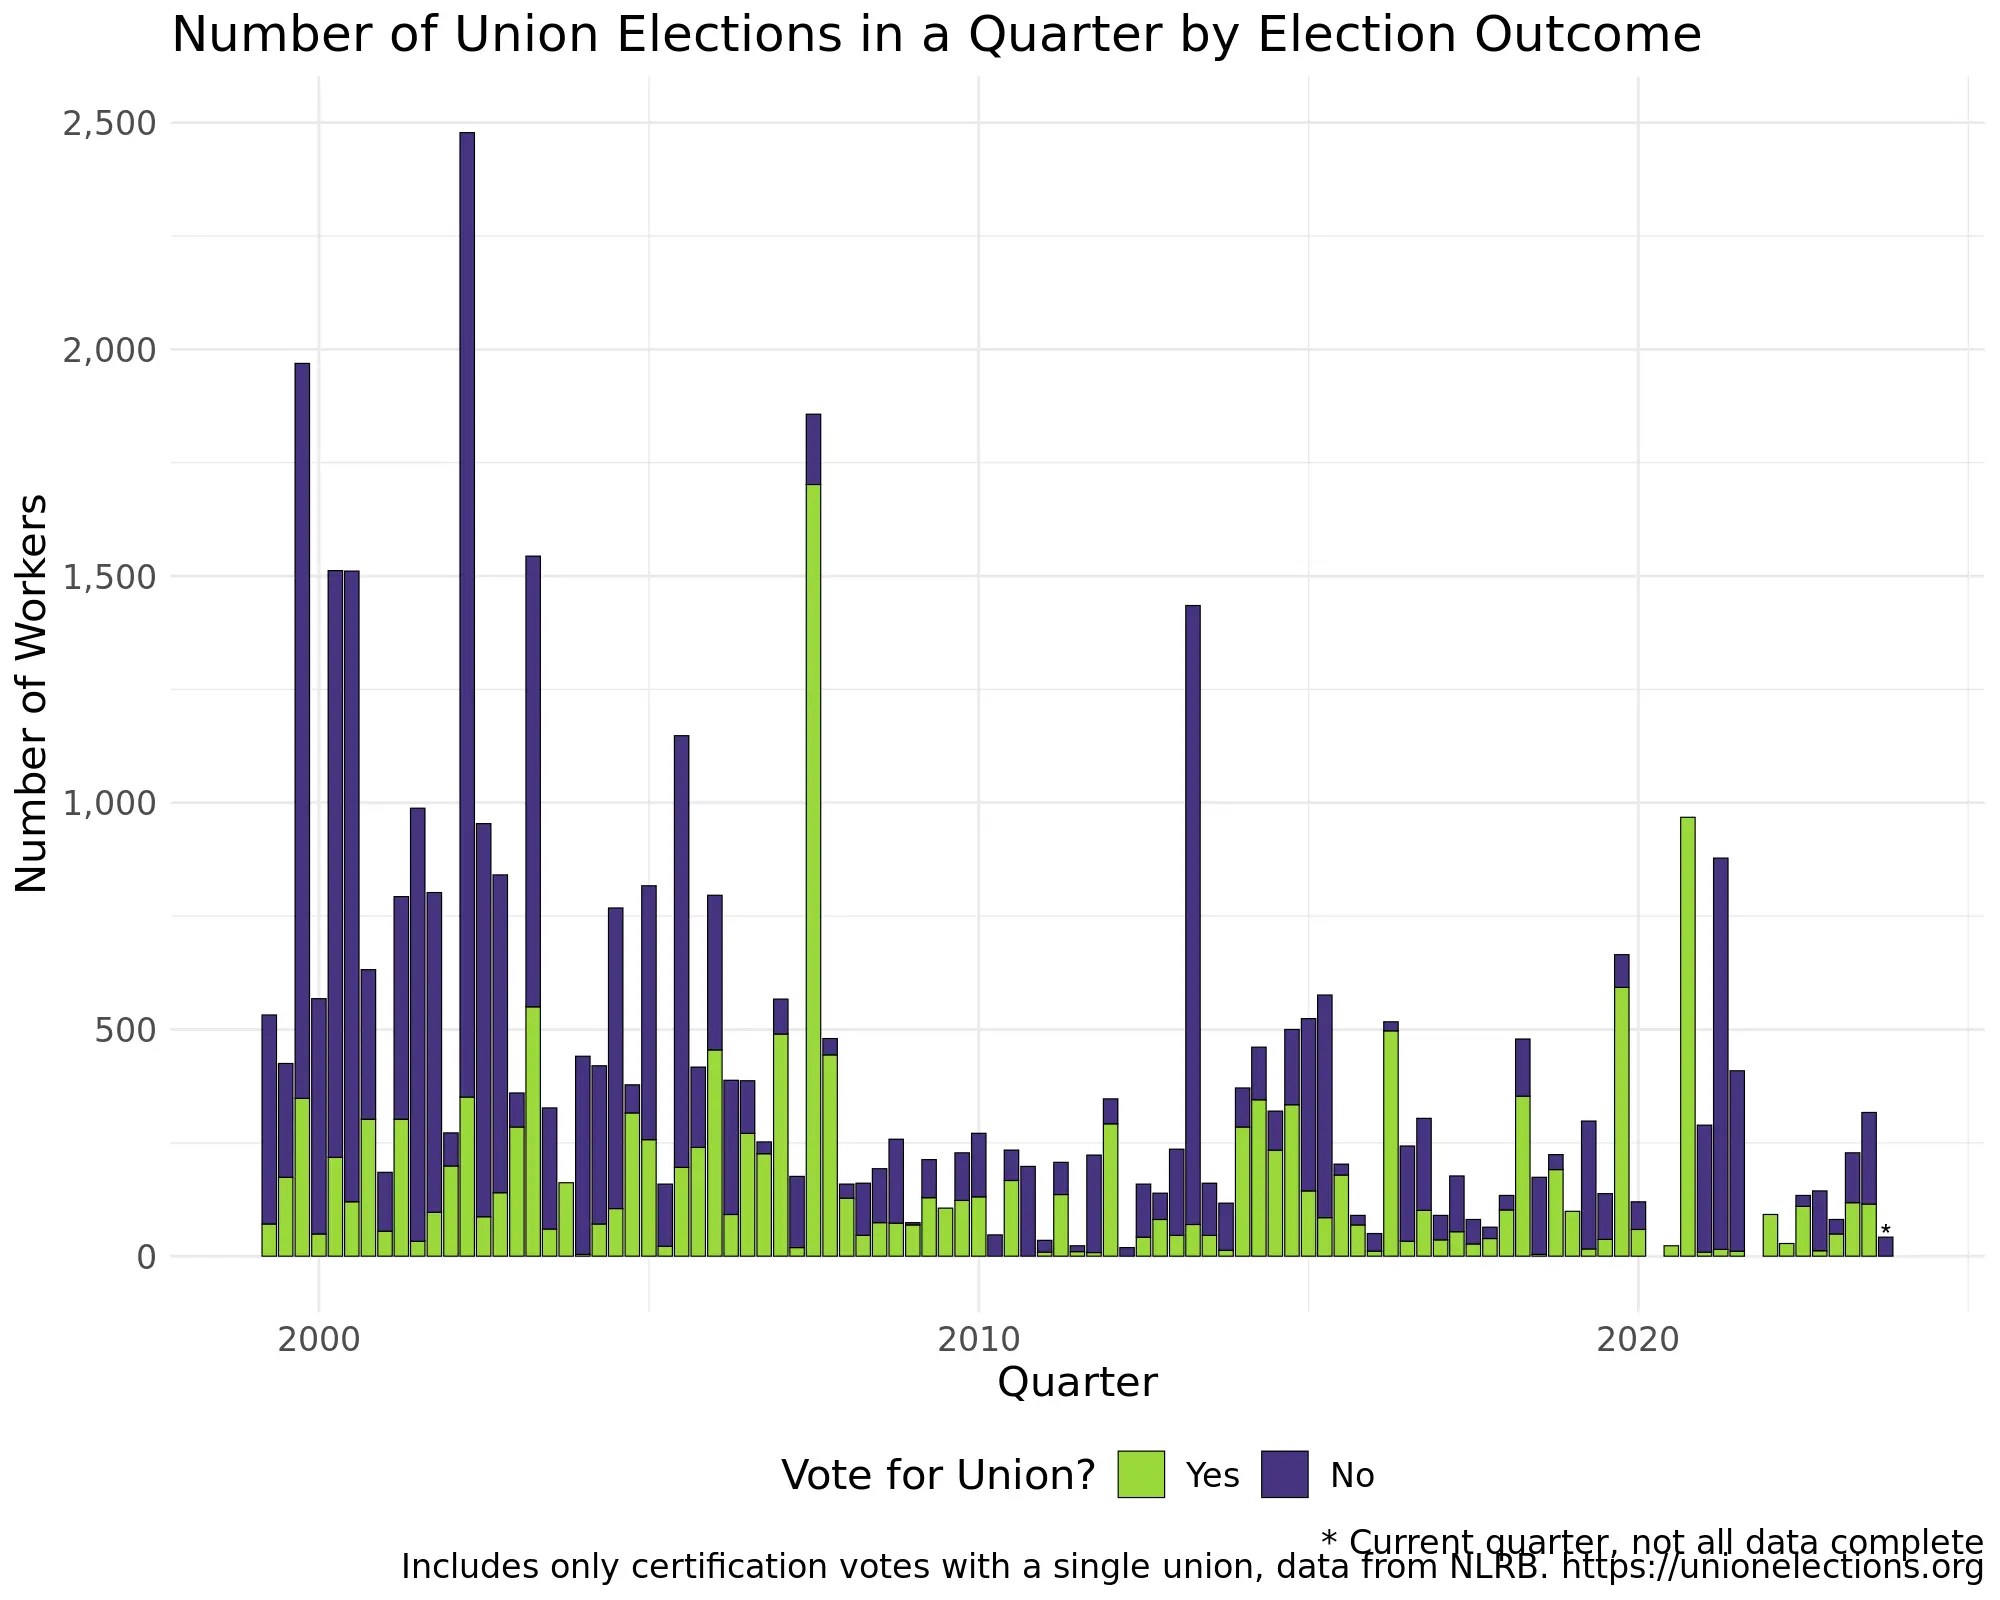 Number of Union Elections in a Quarter by Election Outcome
Number of Workers
2,500
2,000
1,500
1,000
500
0
*
2000 2010 2020
Quarter
Vote for Union? Yes No
* Current quarter, not all data complete
Includes only certification votes with a single union, data from NLRB. https://unionelections.org